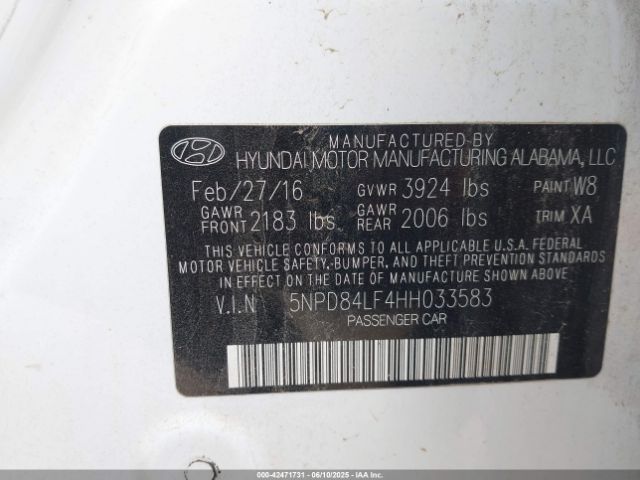 MANUFACTURED BY
HYUNDAI MOTOR MANUFACTURING ALABAMA, LLC
Feb/27/16 GVWR 3924 lbs PAINT W8
GAWR FRONT 2183 lbs GAWR REAR 2006 lbs TRIM XA
THIS VEHICLE CONFORMS TO ALL APPLICABLE U.S.A. FEDERAL
MOTOR VEHICLE SAFETY, BUMPER, AND THEFT PREVENTION STANDARDS
IN EFFECT ON THE DATE OF MANUFACTURE SHOWN ABOVE.
V.I.N 5NPD84LF4HH033583
PASSENGER CAR
000-42471731 - 06/10/2025 - IAAI.COM